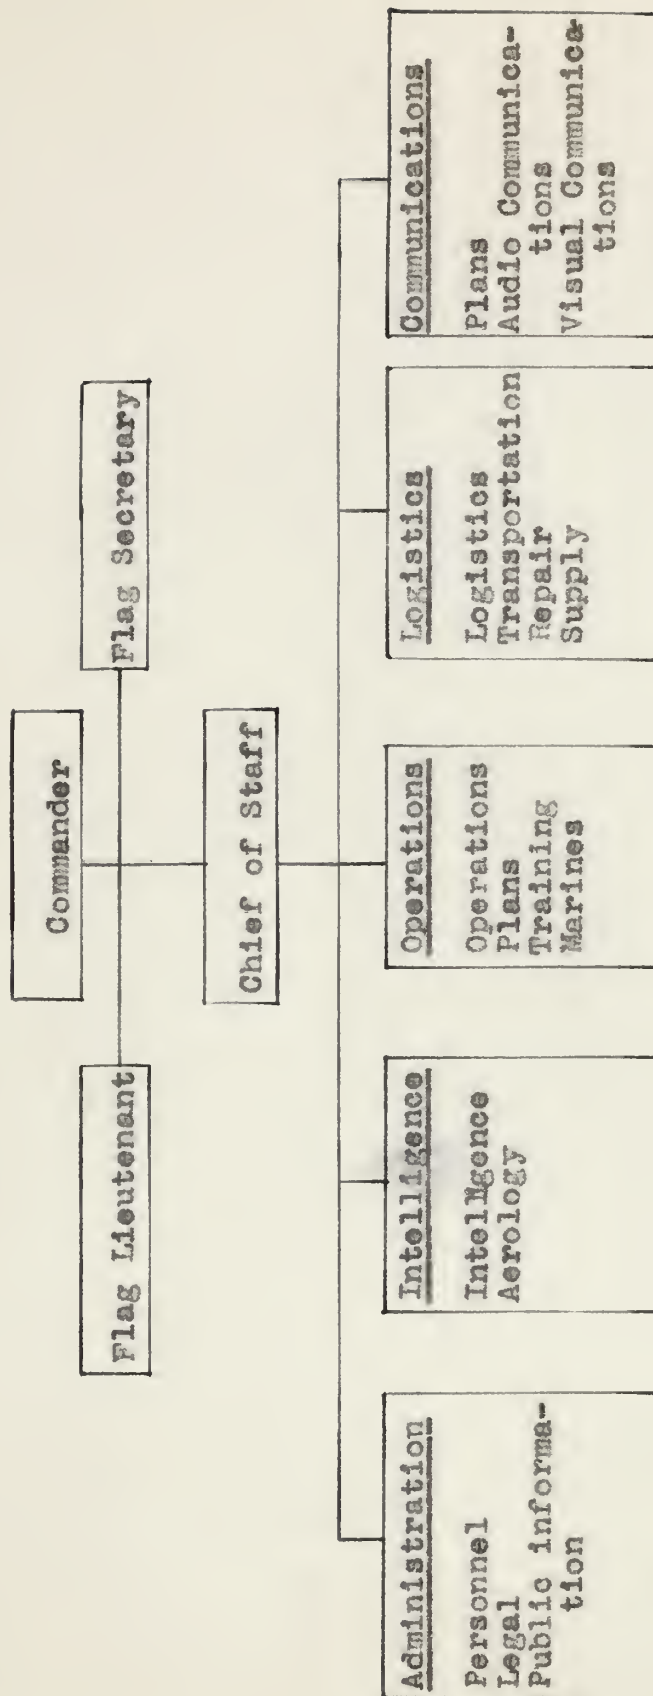 Commander
Flag Lieutenant
Flag Secretary
Chief of Staff
Administration
Personnel
Legal
Public informa-
tion
Intelligence
Intelligence
Aerology
Operations
Operations
Plans
Training
Marines
Logistics
Logistics
Transportation
Repair
Supply
Communications
Plans
Audio Communica-
tions
Visual Communica-
tions